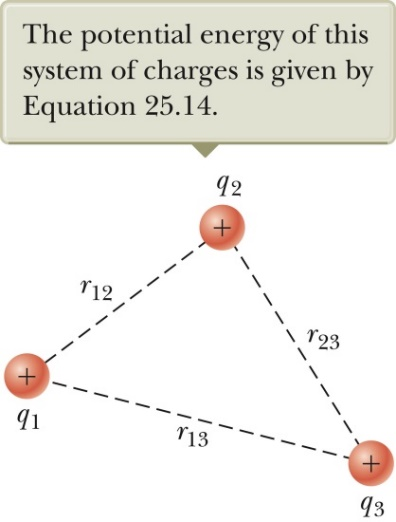 The potential energy of this
system of charges is given by
Equation 25.14.
q₂
+
r₁₂
r₂₃
+
q₁
r₁₃
+
q₃